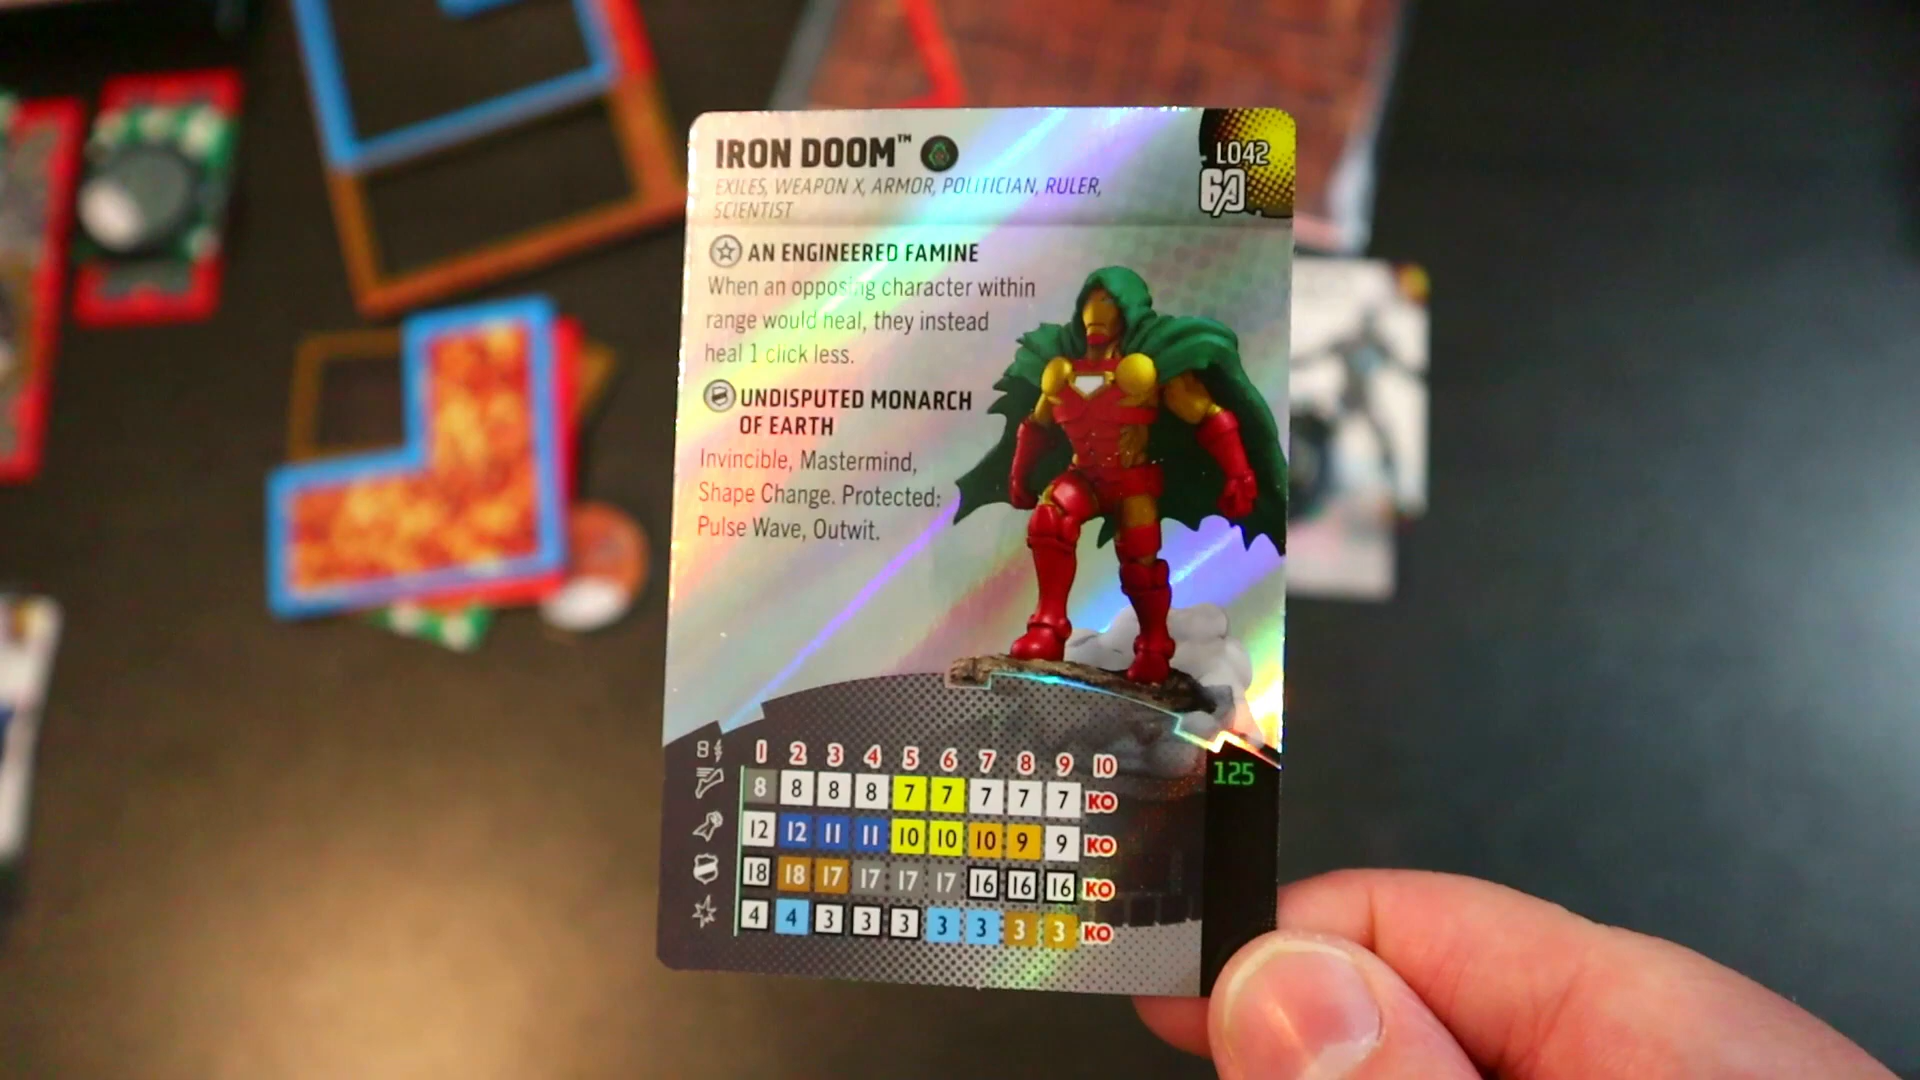 IRON DOOM™
L042
60
EXILES, WEAPON X, ARMOR, POLITICIAN, RULER,
SCIENTIST
AN ENGINEERED FAMINE
When an opposing character within
range would heal, they instead
heal 1 click less.
UNDISPUTED MONARCH
OF EARTH
Invincible, Mastermind,
Shape Change. Protected:
Pulse Wave, Outwit.
8 1 2 3 4 5 6 7 8 9 10
8 8 8 8 7 7 7 7 7 KO
12 12 11 11 10 10 10 9 9 KO
18 18 17 17 17 17 16 16 16 KO
4 4 3 3 3 3 3 3 3 KO
125